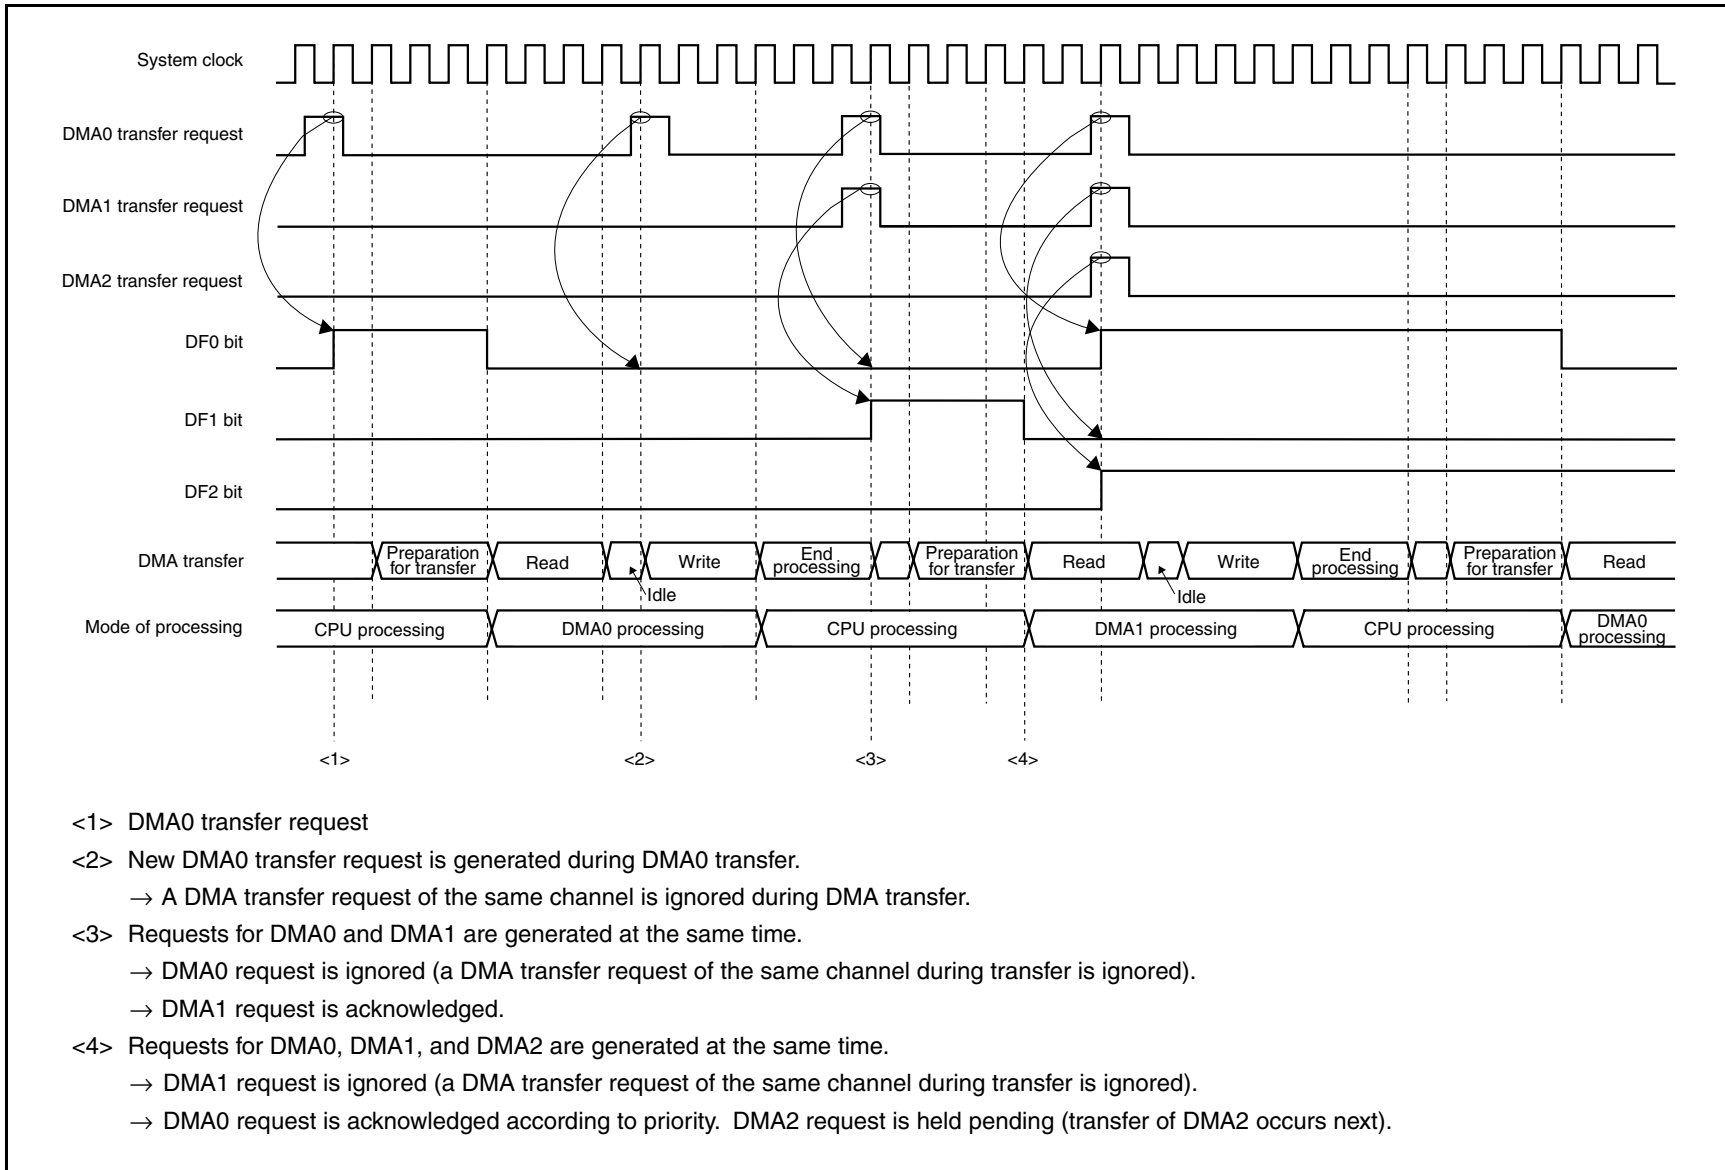 System clock
DMA0 transfer request
DMA1 transfer request
DMA2 transfer request
DF0 bit
DF1 bit
DF2 bit
DMA transfer
Preparation
for transfer
Read
Idle
Write
End
processing
Preparation
for transfer
Read
Idle
Write
End
processing
Preparation
for transfer
Read
Mode of processing
CPU processing
DMA0 processing
CPU processing
DMA1 processing
CPU processing
DMA0
processing
<1>
<2>
<3>
<4>
<1> DMA0 transfer request
<2> New DMA0 transfer request is generated during DMA0 transfer.
→ A DMA transfer request of the same channel is ignored during DMA transfer.
<3> Requests for DMA0 and DMA1 are generated at the same time.
→ DMA0 request is ignored (a DMA transfer request of the same channel during transfer is ignored).
→ DMA1 request is acknowledged.
<4> Requests for DMA0, DMA1, and DMA2 are generated at the same time.
→ DMA1 request is ignored (a DMA transfer request of the same channel during transfer is ignored).
→ DMA0 request is acknowledged according to priority. DMA2 request is held pending (transfer of DMA2 occurs next).